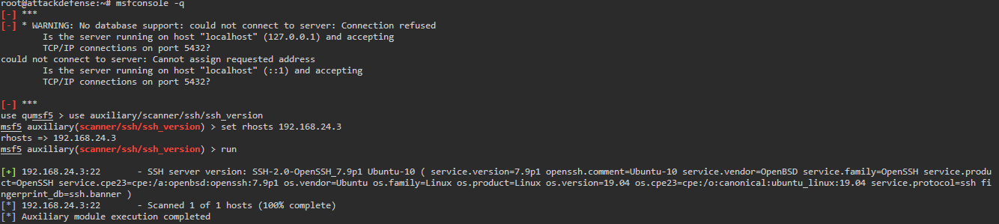 root@attackdefense:~# msfconsole -q
[-] ***
[-] * WARNING: No database support: could not connect to server: Connection refused
Is the server running on host "localhost" (127.0.0.1) and accepting
TCP/IP connections on port 5432?
could not connect to server: Cannot assign requested address
Is the server running on host "localhost" (::1) and accepting
TCP/IP connections on port 5432?
[-] ***
use qumsf5 > use auxiliary/scanner/ssh/ssh_version
msf5 auxiliary(scanner/ssh/ssh_version) > set rhosts 192.168.24.3
rhosts => 192.168.24.3
msf5 auxiliary(scanner/ssh/ssh_version) > run
[+] 192.168.24.3:22 - SSH server version: SSH-2.0-OpenSSH_7.9p1 Ubuntu-10 ( service.version=7.9p1 openssh.comment=Ubuntu-10 service.vendor=OpenBSD service.family=OpenSSH service.produ
ct=OpenSSH service.cpe23=cpe:/a:openbsd:openssh:7.9p1 os.vendor=Ubuntu os.family=Linux os.product=Linux os.version=19.04 os.cpe23=cpe:/o:canonical:ubuntu_linux:19.04 service.protocol=ssh fi
ngerprint_db=ssh.banner )
[*] 192.168.24.3:22 - Scanned 1 of 1 hosts (100% complete)
[*] Auxiliary module execution completed